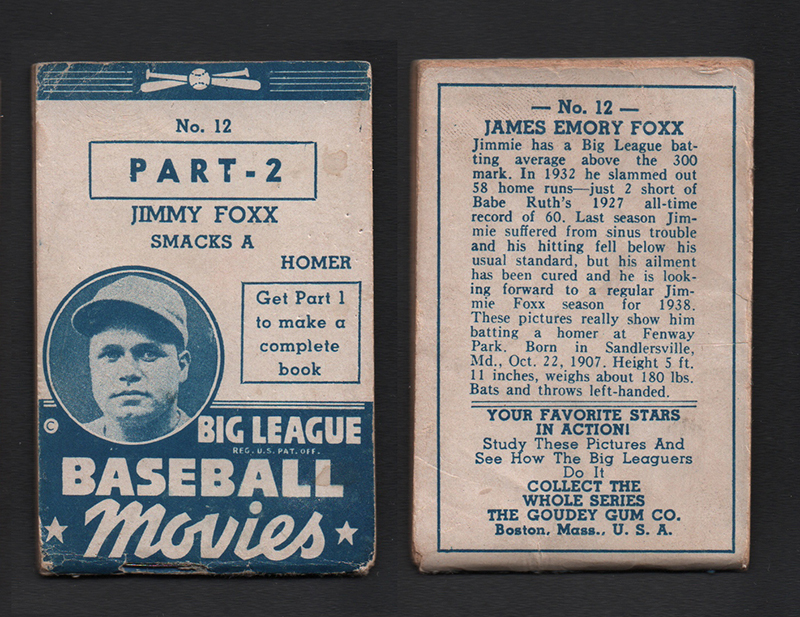 No. 12
PART-2
JIMMY FOXX
SMACKS A
HOMER
Get Part 1
to make a
complete
book
©
BIG LEAGUE
REG. U.S. PAT. OFF.
BASEBALL
Movies
— No. 12 —
JAMES EMORY FOXX
Jimmie has a Big League bat-
ting average above the 300
mark. In 1932 he slammed out
58 home runs—just 2 short of
Babe Ruth's 1927 all-time
record of 60. Last season Jim-
mie suffered from sinus trouble
and his hitting fell below his
usual standard, but his ailment
has been cured and he is look-
ing forward to a regular Jim-
mie Foxx season for 1938.
These pictures really show him
batting a homer at Fenway
Park. Born in Sandlersville,
Md., Oct. 22, 1907. Height 5 ft.
11 inches, weighs about 180 lbs.
Bats and throws left-handed.
YOUR FAVORITE STARS
IN ACTION!
Study These Pictures And
See How The Big Leaguers
Do It
COLLECT THE
WHOLE SERIES
THE GOUDEY GUM CO.
Boston, Mass., U. S. A.